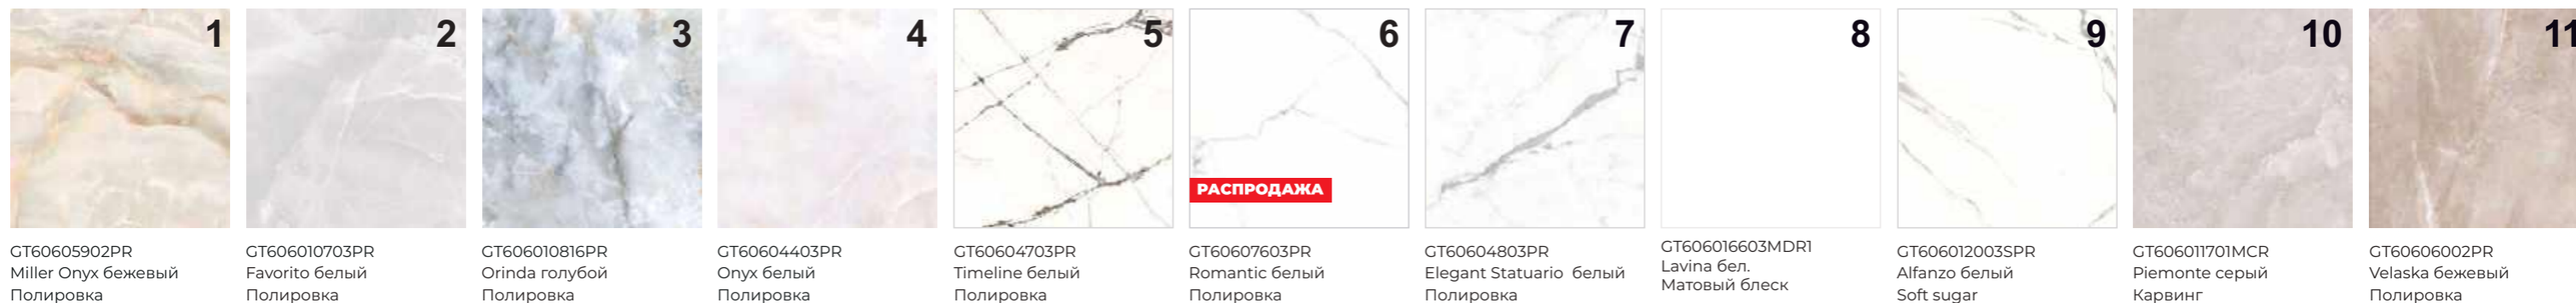 1
2
3
4
5
6
7
8
9
10
11
РАСПРОДАЖА
GT60605902PR
Miller Onyx бежевый
Полировка
GT606010703PR
Favorito белый
Полировка
GT606010816PR
Orinda голубой
Полировка
GT60604403PR
Onyx белый
Полировка
GT60604703PR
Timeline белый
Полировка
GT60607603PR
Romantic белый
Полировка
GT60604803PR
Elegant Statuario белый
Полировка
GT606016603MDR1
Lavina бел.
Матовый блеск
GT606012003SPR
Alfanzo белый
Soft sugar
GT606011701MCR
Piemonte серый
Карвинг
GT60606002PR
Velaska бежевый
Полировка